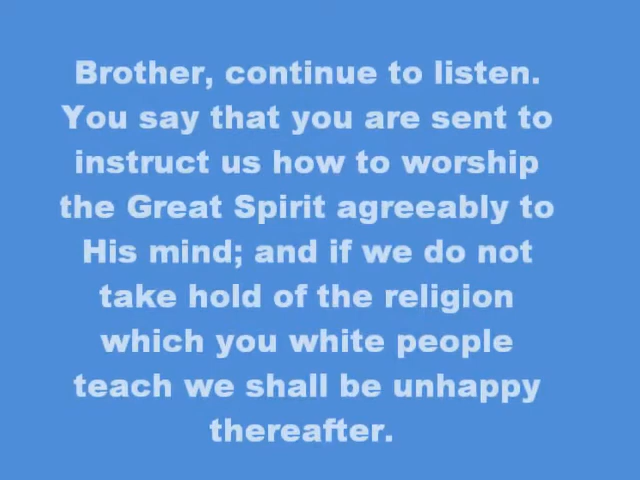 Brother, continue to listen.
You say that you are sent to
instruct us how to worship
the Great Spirit agreeably to
His mind; and if we do not
take hold of the religion
which you white people
teach we shall be unhappy
thereafter.